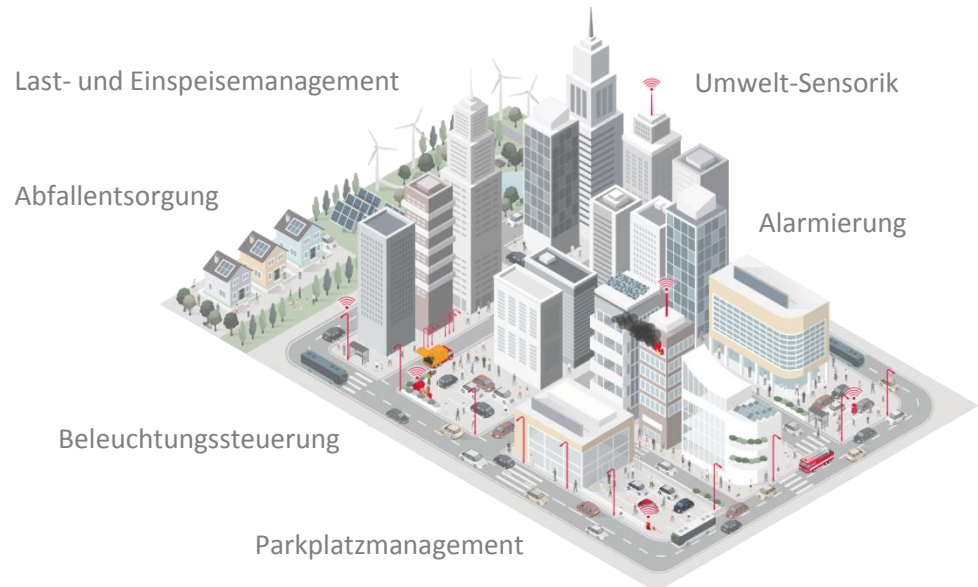 Last- und Einspeisemanagement
Umwelt-Sensorik
Abfallentsorgung
Alarmierung
Beleuchtungssteuerung
Parkplatzmanagement